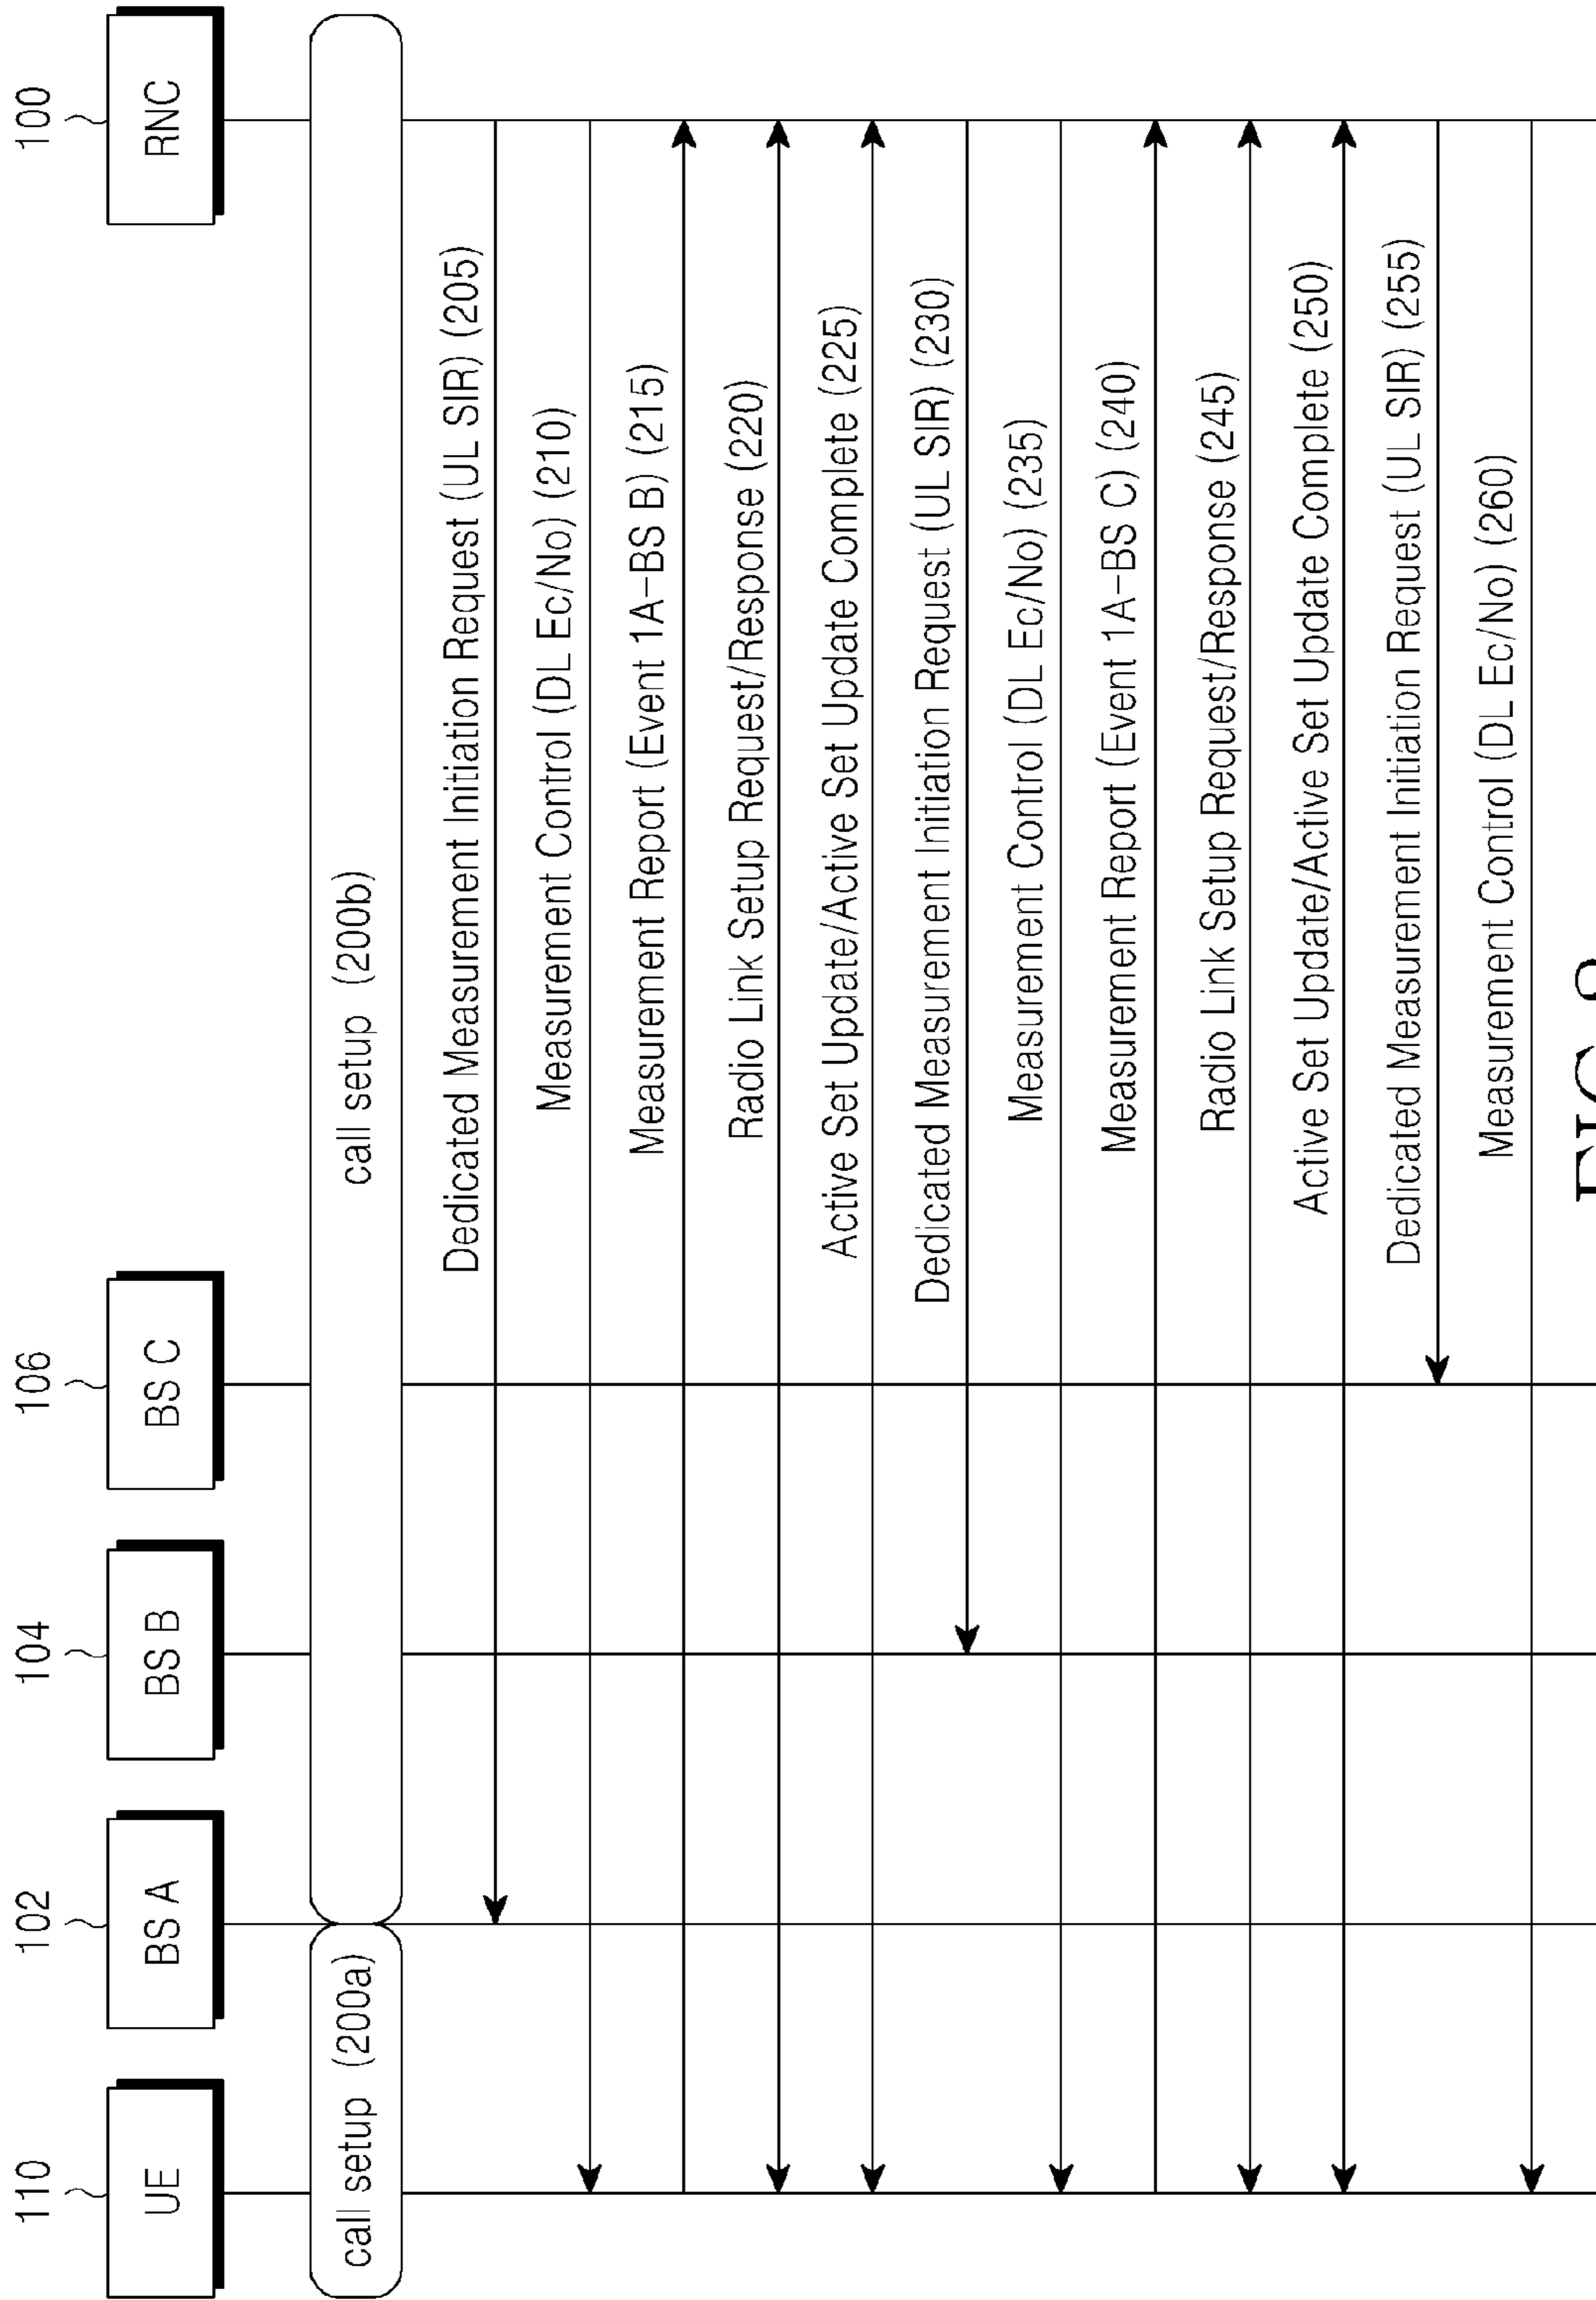 110 102 104 106 100
UE BS A BS B BS C RNC
call setup (200a) call setup (200b)
Dedicated Measurement Initiation Request (UL SIR) (205)
Measurement Control (DL Ec/No) (210)
Measurement Report (Event 1A-BS B) (215)
Radio Link Setup Request/Response (220)
Active Set Update/Active Set Update Complete (225)
Dedicated Measurement Initiation Request (UL SIR) (230)
Measurement Control (DL Ec/No) (235)
Measurement Report (Event 1A-BS C) (240)
Radio Link Setup Request/Response (245)
Active Set Update/Active Set Update Complete (250)
Dedicated Measurement Initiation Request (UL SIR) (255)
Measurement Control (DL Ec/No) (260)
FIG